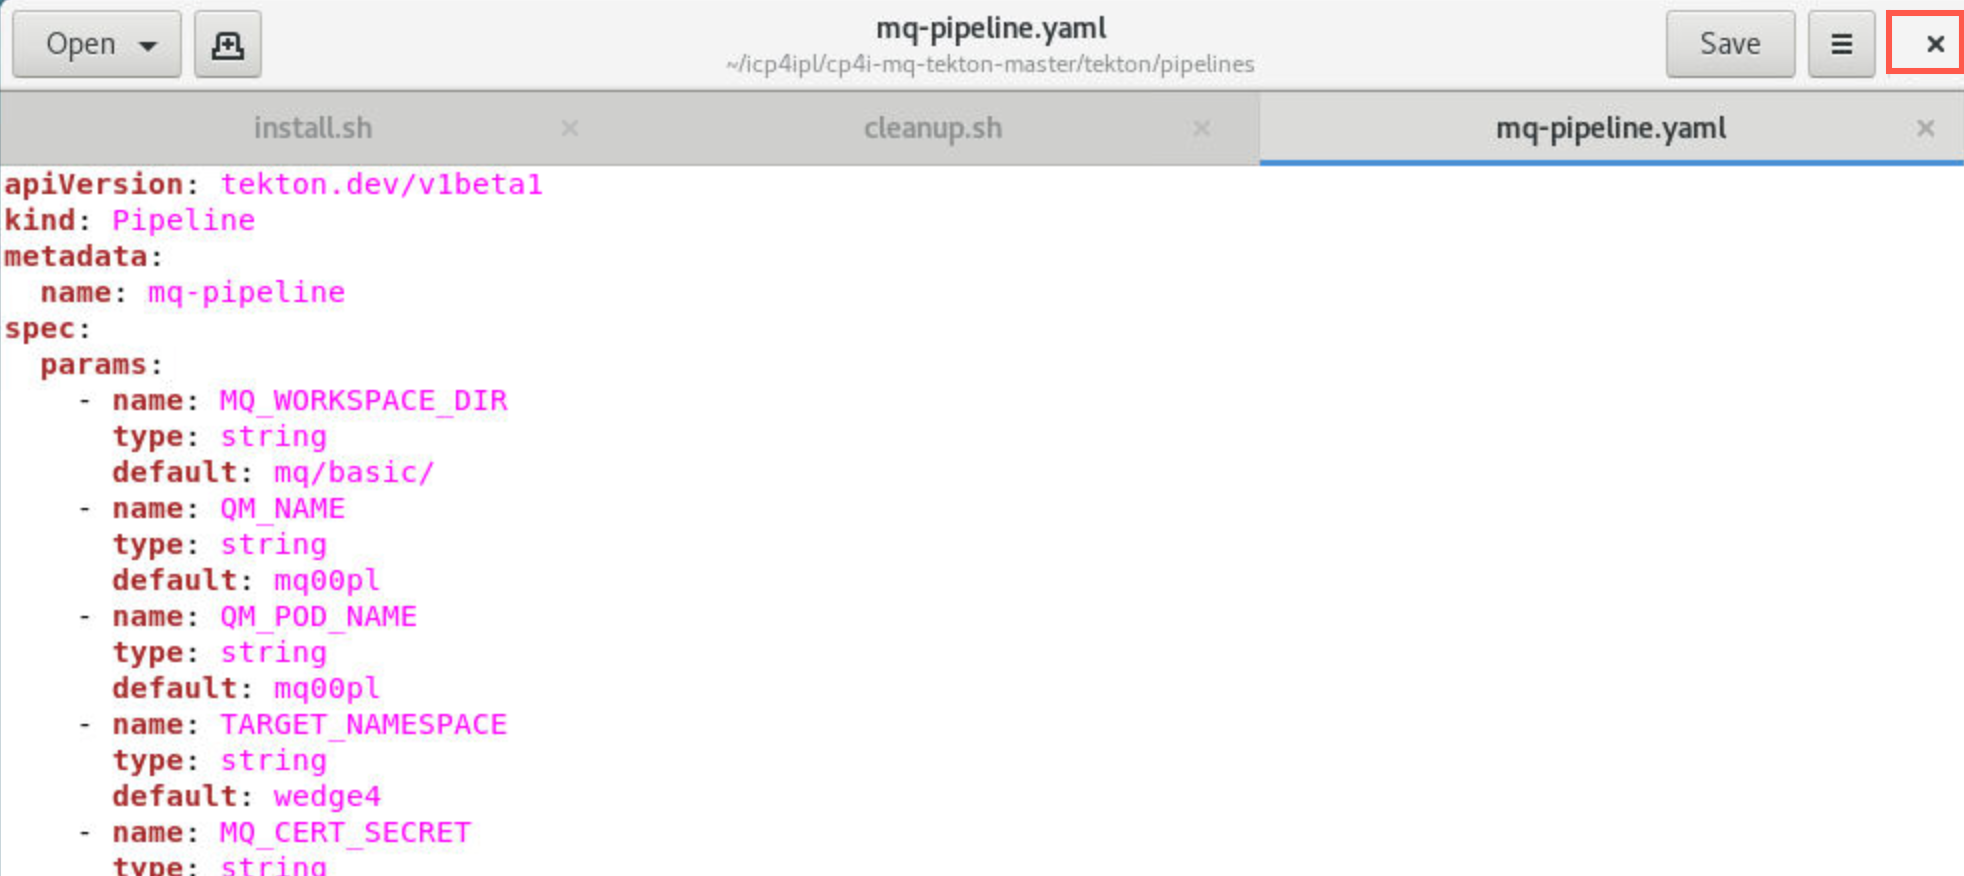 Open
mq-pipeline.yaml
~/icp4ipl/cp4i-mq-tekton-master/tekton/pipelines
Save
install.sh
cleanup.sh
mq-pipeline.yaml
apiVersion: tekton.dev/v1beta1
kind: Pipeline
metadata:
  name: mq-pipeline
spec:
  params:
    - name: MQ_WORKSPACE_DIR
      type: string
      default: mq/basic/
    - name: QM_NAME
      type: string
      default: mq00pl
    - name: QM_POD_NAME
      type: string
      default: mq00pl
    - name: TARGET_NAMESPACE
      type: string
      default: wedge4
    - name: MQ_CERT_SECRET
      type: string